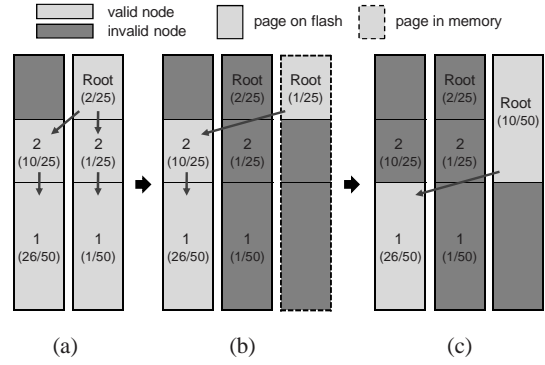 valid node
invalid node
page on flash
page in memory
Root
(2/25)
2
(10/25)
2
(1/25)
1
(26/50)
1
(1/50)
(a)
Root
(2/25)
Root
(1/25)
2
(10/25)
2
(1/25)
1
(26/50)
1
(1/50)
(b)
Root
(2/25)
Root
(10/50)
2
(10/25)
2
(1/25)
1
(26/50)
1
(1/50)
(c)